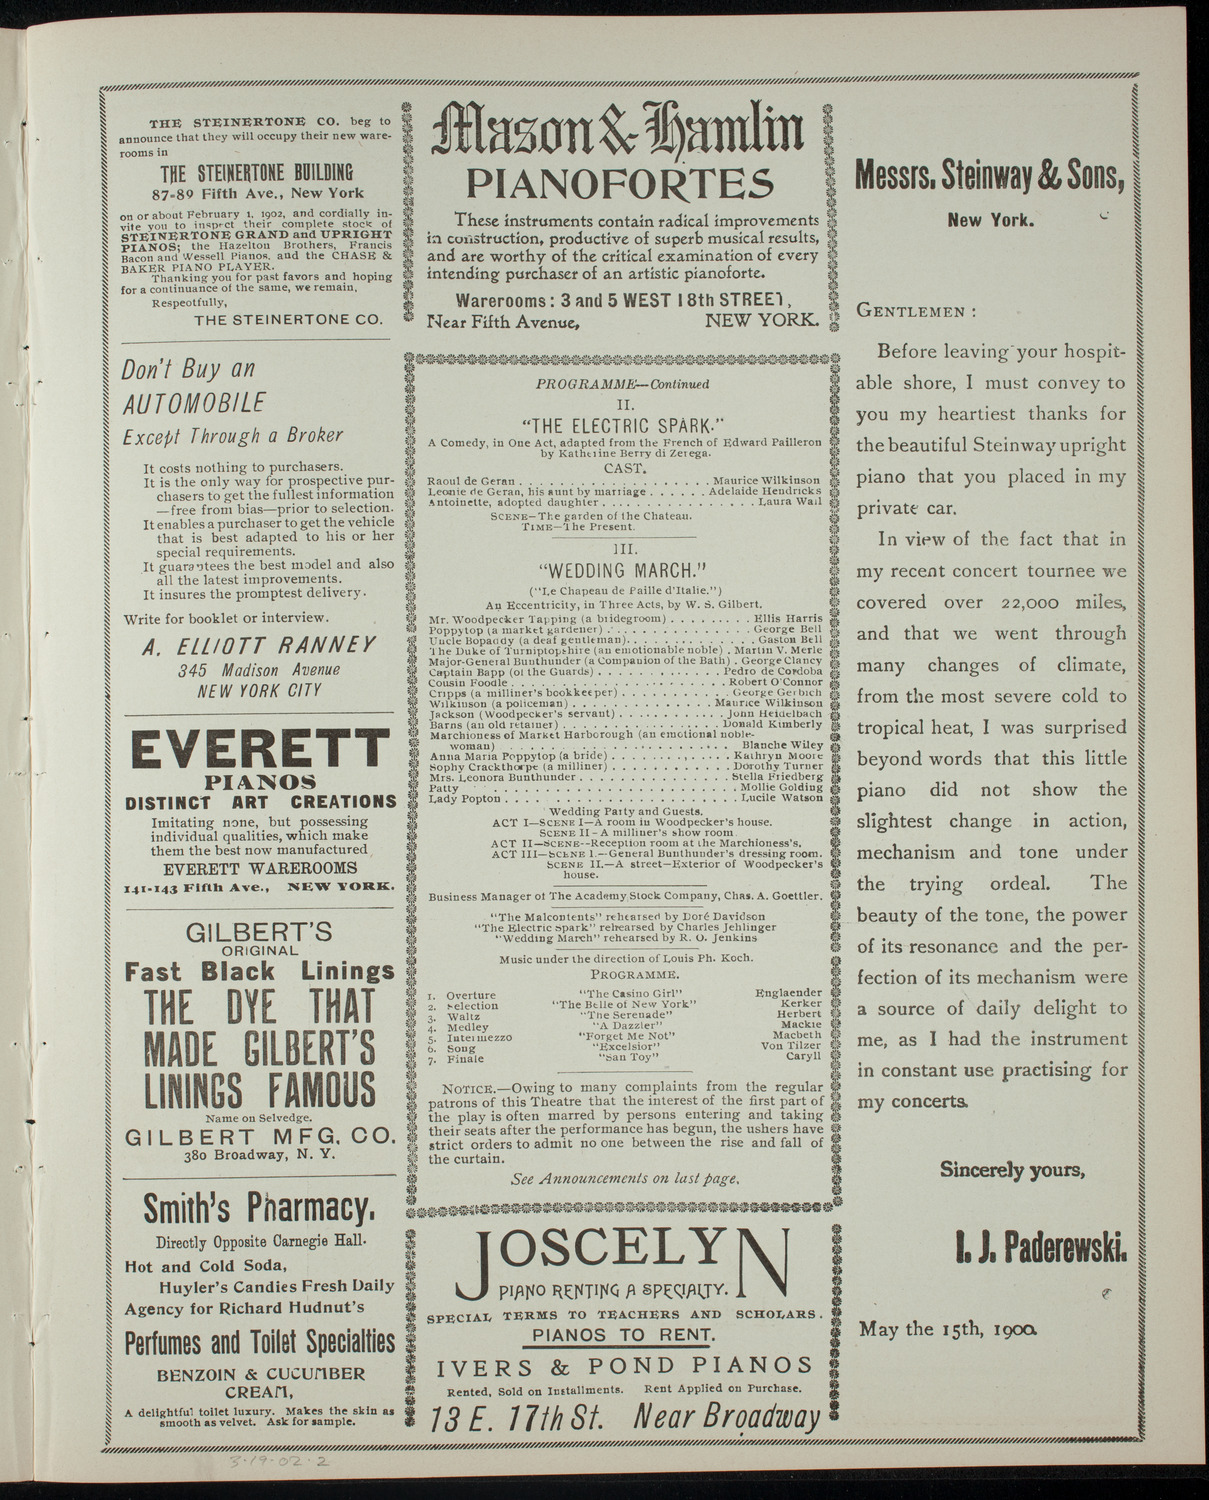 THE STEINERTONE CO. beg to
announce that they will occupy their new ware-
rooms in
THE STEINERTONE BUILDING
87-89 Fifth Ave., New York
on or about February 1, 1902, and cordially in-
vite you to inspect their complete stock of
STEINERTONE GRAND and UPRIGHT
PIANOS; the Hazelton Brothers, Francis
Bacon and Wessell Pianos, and the CHASE &
BAKER PIANO PLAYER.
Thanking you for past favors and hoping
for a continuance of the same, we remain,
Respectfully,
THE STEINERTONE CO.
Don't Buy an
AUTOMOBILE
Except Through a Broker
It costs nothing to purchasers.
It is the only way for prospective pur-
chasers to get the fullest information
—free from bias—prior to selection.
It enables a purchaser to get the vehicle
that is best adapted to his or her
special requirements.
It guarantees the best model and also
all the latest improvements.
It insures the promptest delivery.
Write for booklet or interview.
A. ELLIOTT RANNEY
345 Madison Avenue
NEW YORK CITY
EVERETT
PIANOS
DISTINCT ART CREATIONS
Imitating none, but possessing
individual qualities, which make
them the best now manufactured
EVERETT WAREROOMS
141-143 Fifth Ave., NEW YORK.
GILBERT'S
ORIGINAL
Fast Black Linings
THE DYE THAT
MADE GILBERT'S
LININGS FAMOUS
Name on Selvedge.
GILBERT MFG. CO.
380 Broadway, N. Y.
Smith's Pharmacy,
Directly Opposite Carnegie Hall.
Hot and Cold Soda,
Huyler's Candies Fresh Daily
Agency for Richard Hudnut's
Perfumes and Toilet Specialties
BENZOIN & CUCUMBER
CREAM,
A delightful toilet luxury. Makes the skin as
smooth as velvet. Ask for sample.
Mason & Hamlin
PIANOFORTES
These instruments contain radical improvements
in construction, productive of superb musical results,
and are worthy of the critical examination of every
intending purchaser of an artistic pianoforte.
Warerooms: 3 and 5 WEST 18th STREET,
Near Fifth Avenue, NEW YORK.
PROGRAMME—Continued
II.
"THE ELECTRIC SPARK."
A Comedy, in One Act, adapted from the French of Edward Pailleron
by Katherine Berry di Zerega.
CAST.
Raoul de Geran . . . . . . . . . . . . . . . . . . Maurice Wilkinson
Leonie de Geran, his aunt by marriage . . . . . . Adelaide Hendricks
Antoinette, adopted daughter . . . . . . . . . . . . . . . Laura Wall
SCENE—The garden of the Chateau.
TIME—The Present.
III.
"WEDDING MARCH."
("Le Chapeau de Paille d'Italie.")
An Eccentricity, in Three Acts, by W. S. Gilbert.
Mr. Woodpecker Tapping (a bridegroom) . . . . . . . . . Ellis Harris
Poppytop (a market gardener) . . . . . . . . . . . . . . . George Bell
Uncle Bopaddy (a deaf gentleman). . . . . . . . . . . . . Gaston Bell
The Duke of Turniptopshire (an emotionable noble) . Martin V. Merle
Major-General Bunthunder (a Companion of the Bath) . George Clancy
Captain Bapp (of the Guards) . . . . . . . . . . . . Pedro de Cordoba
Cousin Foodle . . . . . . . . . . . . . . . . . . . . Robert O'Connor
Cripps (a milliner's bookkeeper) . . . . . . . . . . . George Gerbich
Wilkinson (a policeman) . . . . . . . . . . . . . . Maurice Wilkinson
Jackson (Woodpecker's servant) . . . . . . . . . . . John Heidelbach
Barns (an old retainer) . . . . . . . . . . . . . . . Donald Kimberly
Marchioness of Market Harborough (an emotional noble-
woman) . . . . . . . . . . . . . . . . . . . . Blanche Wiley
Anna Maria Poppytop (a bride) . . . . . . . . . . . . Kathryn Moore
Sophy Crackthorpe (a milliner) . . . . . . . . . . . . Dorothy Turner
Mrs. Leonora Bunthunder . . . . . . . . . . . . . . Stella Friedberg
Patty . . . . . . . . . . . . . . . . . . . . . . . Mollie Golding
Lady Popton . . . . . . . . . . . . . . . . . . . . . . Lucile Watson
Wedding Party and Guests.
ACT I—SCENE I—A room in Woodpecker's house.
SCENE II—A milliner's show room.
ACT II—SCENE--Reception room at the Marchioness's.
ACT III—SCENE I.—General Bunthunder's dressing room.
SCENE II.—A street—Exterior of Woodpecker's
house.
Business Manager of The Academy Stock Company, Chas. A. Goettler.
"The Malcontents" rehearsed by Doré Davidson
"The Electric Spark" rehearsed by Charles Jehlinger
"Wedding March" rehearsed by R. O. Jenkins
Music under the direction of Louis Ph. Koch.
PROGRAMME.
1. Overture "The Casino Girl" Englaender
2. Selection "The Belle of New York" Kerker
3. Waltz "The Serenade" Herbert
4. Medley "A Dazzler" Mackie
5. Intermezzo "Forget Me Not" Macbeth
6. Song "Excelsior" Von Tilzer
7. Finale "San Toy" Caryll
NOTICE.—Owing to many complaints from the regular
patrons of this Theatre that the interest of the first part of
the play is often marred by persons entering and taking
their seats after the performance has begun, the ushers have
strict orders to admit no one between the rise and fall of
the curtain.
See Announcements on last page.
JOSCELYN
PIANO RENTING A SPECIALTY.
SPECIAL TERMS TO TEACHERS AND SCHOLARS.
PIANOS TO RENT.
IVERS & POND PIANOS
Rented, Sold on Installments. Rent Applied on Purchase.
13 E. 17th St. Near Broadway
Messrs. Steinway & Sons,
New York.
GENTLEMEN:
Before leaving your hospit-
able shore, I must convey to
you my heartiest thanks for
the beautiful Steinway upright
piano that you placed in my
private car.
In view of the fact that in
my recent concert tournee we
covered over 22,000 miles,
and that we went through
many changes of climate,
from the most severe cold to
tropical heat, I was surprised
beyond words that this little
piano did not show the
slightest change in action,
mechanism and tone under
the trying ordeal. The
beauty of the tone, the power
of its resonance and the per-
fection of its mechanism were
a source of daily delight to
me, as I had the instrument
in constant use practising for
my concerts.
Sincerely yours,
I. J. Paderewski.
May the 15th, 1900.
3·19·02·2